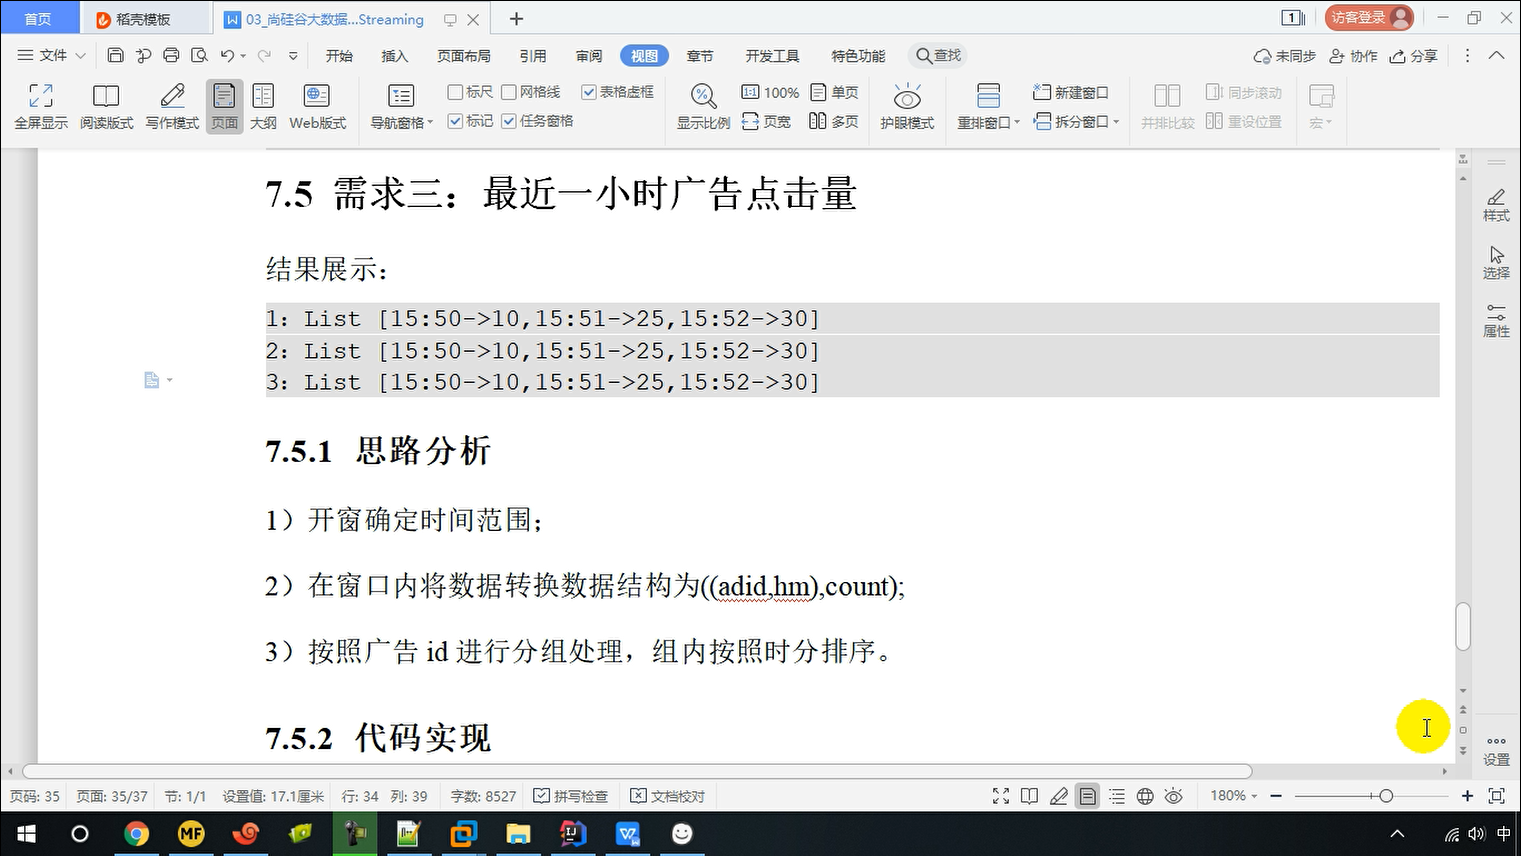 首页
稻壳模板
03_尚硅谷大数据...Streaming
访客登录
文件
开始
插入
页面布局
引用
审阅
视图
章节
开发工具
特色功能
查找
未同步
协作
分享
全屏显示
阅读版式
写作模式
页面
大纲
Web版式
导航窗格
标尺
网格线
表格虚框
标记
任务窗格
显示比例
100%
单页
页宽
多页
护眼模式
重排窗口
新建窗口
拆分窗口
并排比较
同步滚动
重设位置
宏
7.5 需求三：最近一小时广告点击量
结果展示：
1：List [15:50->10,15:51->25,15:52->30]
2：List [15:50->10,15:51->25,15:52->30]
3：List [15:50->10,15:51->25,15:52->30]
7.5.1 思路分析
1）开窗确定时间范围；
2）在窗口内将数据转换数据结构为((adid,hm),count);
3）按照广告 id 进行分组处理，组内按照时分排序。
7.5.2 代码实现
样式
选择
属性
设置
页码: 35
页面: 35/37
节: 1/1
设置值: 17.1厘米
行: 34
列: 39
字数: 8527
拼写检查
文档校对
180%
MF
中